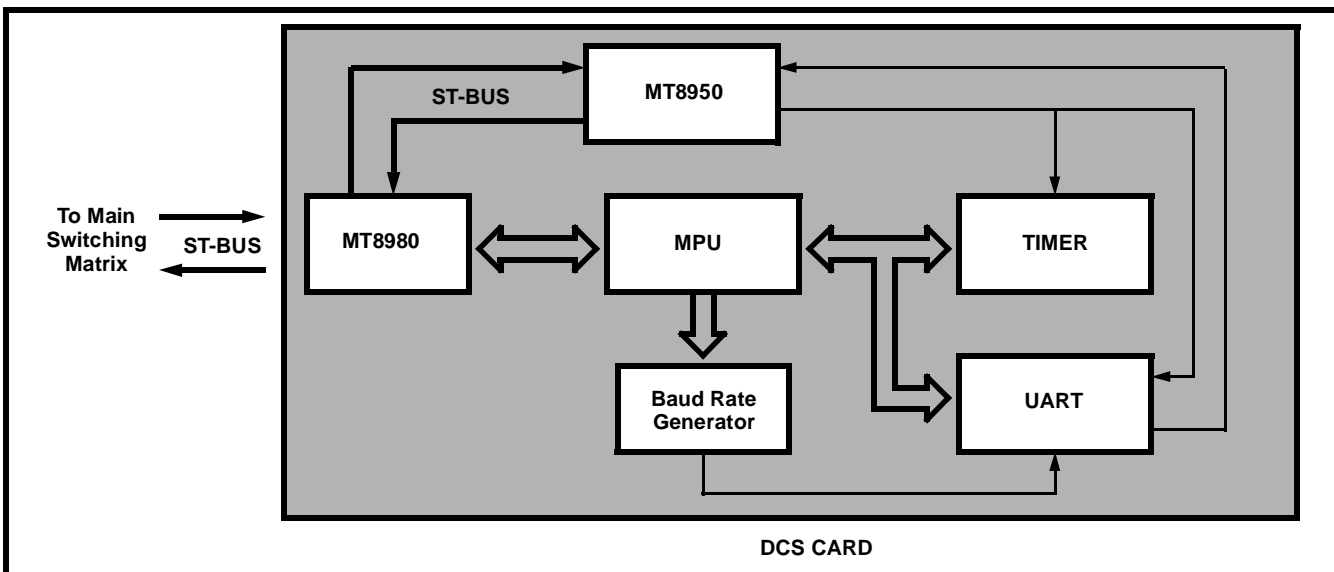 MT8950
ST-BUS
To Main
Switching
Matrix
ST-BUS
MT8980
MPU
TIMER
Baud Rate
Generator
UART
DCS CARD